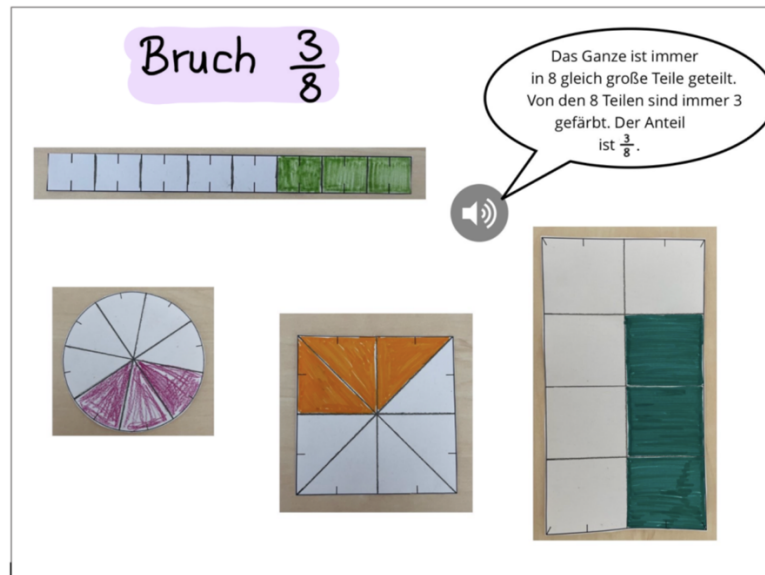 Bruch 3/8
Das Ganze ist immer
in 8 gleich große Teile geteilt.
Von den 8 Teilen sind immer 3
gefärbt. Der Anteil
ist 3/8.